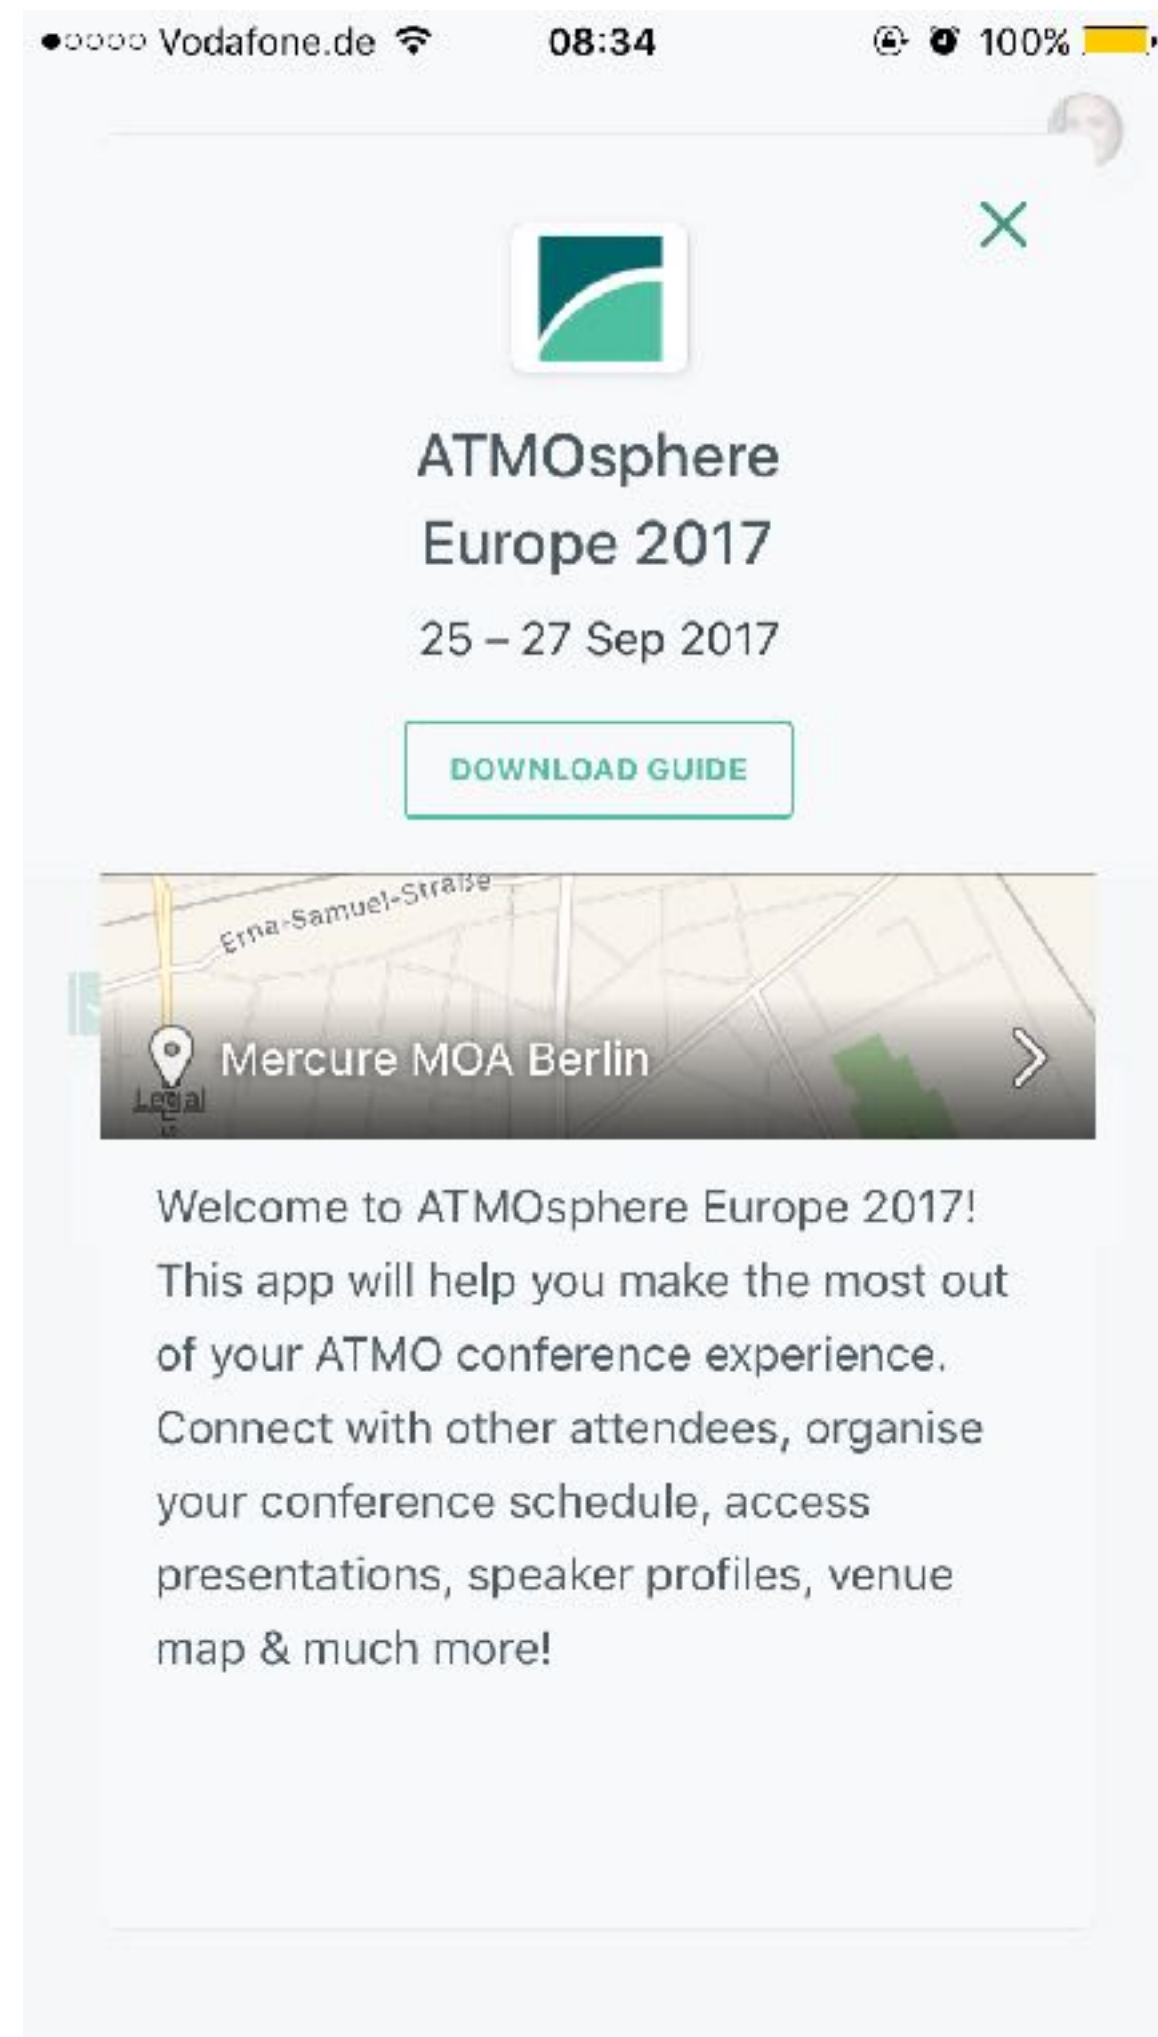 Vodafone.de 08:34 100%
ATMOsphere
Europe 2017
25 – 27 Sep 2017
DOWNLOAD GUIDE
Erna-Samuel-Straße
Mercure MOA Berlin
Legal
Welcome to ATMOsphere Europe 2017!
This app will help you make the most out
of your ATMO conference experience.
Connect with other attendees, organise
your conference schedule, access
presentations, speaker profiles, venue
map & much more!